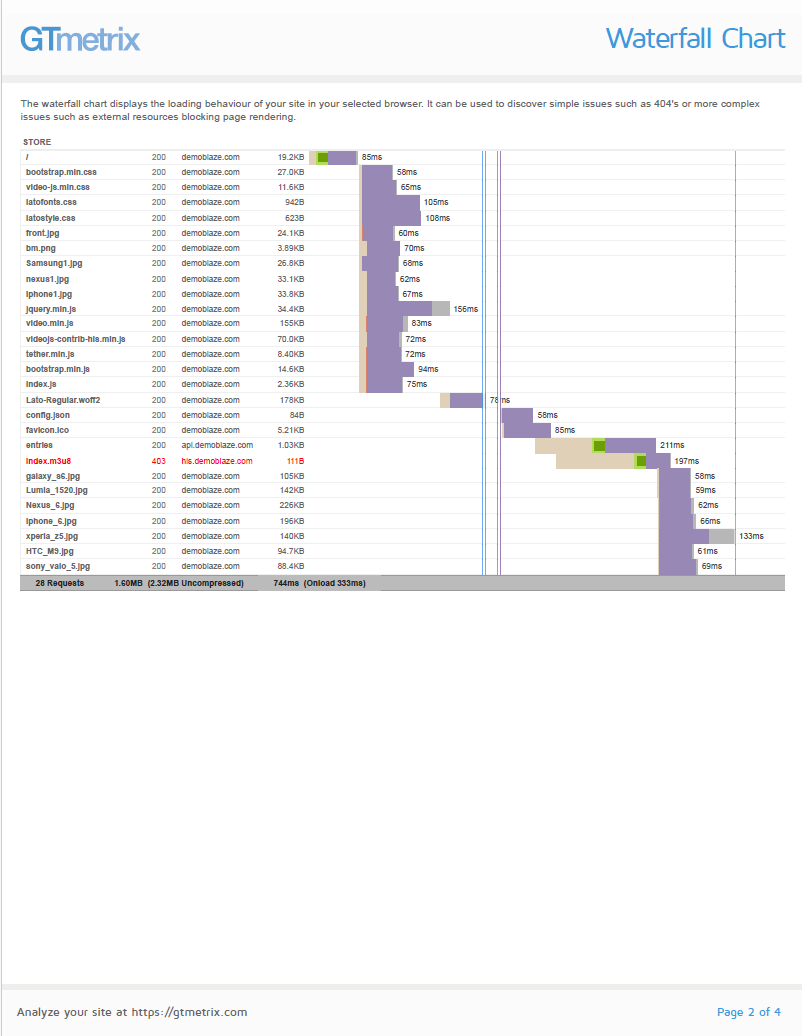 GTmetrix
Waterfall Chart
The waterfall chart displays the loading behaviour of your site in your selected browser. It can be used to discover simple issues such as 404's or more complex
issues such as external resources blocking page rendering.
STORE
/ 200 demoblaze.com 19.2KB 85ms
bootstrap.min.css 200 demoblaze.com 27.0KB 58ms
video-js.min.css 200 demoblaze.com 11.6KB 65ms
latofonts.css 200 demoblaze.com 942B 105ms
latostyle.css 200 demoblaze.com 623B 108ms
front.jpg 200 demoblaze.com 24.1KB 60ms
bm.png 200 demoblaze.com 3.89KB 70ms
Samsung1.jpg 200 demoblaze.com 26.8KB 68ms
nexus1.jpg 200 demoblaze.com 33.1KB 62ms
iphone1.jpg 200 demoblaze.com 33.8KB 67ms
jquery.min.js 200 demoblaze.com 34.4KB 156ms
video.min.js 200 demoblaze.com 155KB 83ms
videojs-contrib-hls.min.js 200 demoblaze.com 70.0KB 72ms
tether.min.js 200 demoblaze.com 8.40KB 72ms
bootstrap.min.js 200 demoblaze.com 14.6KB 94ms
index.js 200 demoblaze.com 2.36KB 75ms
Lato-Regular.woff2 200 demoblaze.com 178KB 78ms
config.json 200 demoblaze.com 84B 58ms
favicon.ico 200 demoblaze.com 5.21KB 85ms
entries 200 api.demoblaze.com 1.03KB 211ms
index.m3u8 403 hls.demoblaze.com 111B 197ms
galaxy_s6.jpg 200 demoblaze.com 105KB 58ms
Lumia_1520.jpg 200 demoblaze.com 142KB 59ms
Nexus_6.jpg 200 demoblaze.com 226KB 62ms
iphone_6.jpg 200 demoblaze.com 196KB 66ms
xperia_z5.jpg 200 demoblaze.com 140KB 133ms
HTC_M9.jpg 200 demoblaze.com 94.7KB 61ms
sony_vaio_5.jpg 200 demoblaze.com 88.4KB 69ms
28 Requests 1.60MB (2.32MB Uncompressed) 744ms (Onload 333ms)
Analyze your site at https://gtmetrix.com
Page 2 of 4